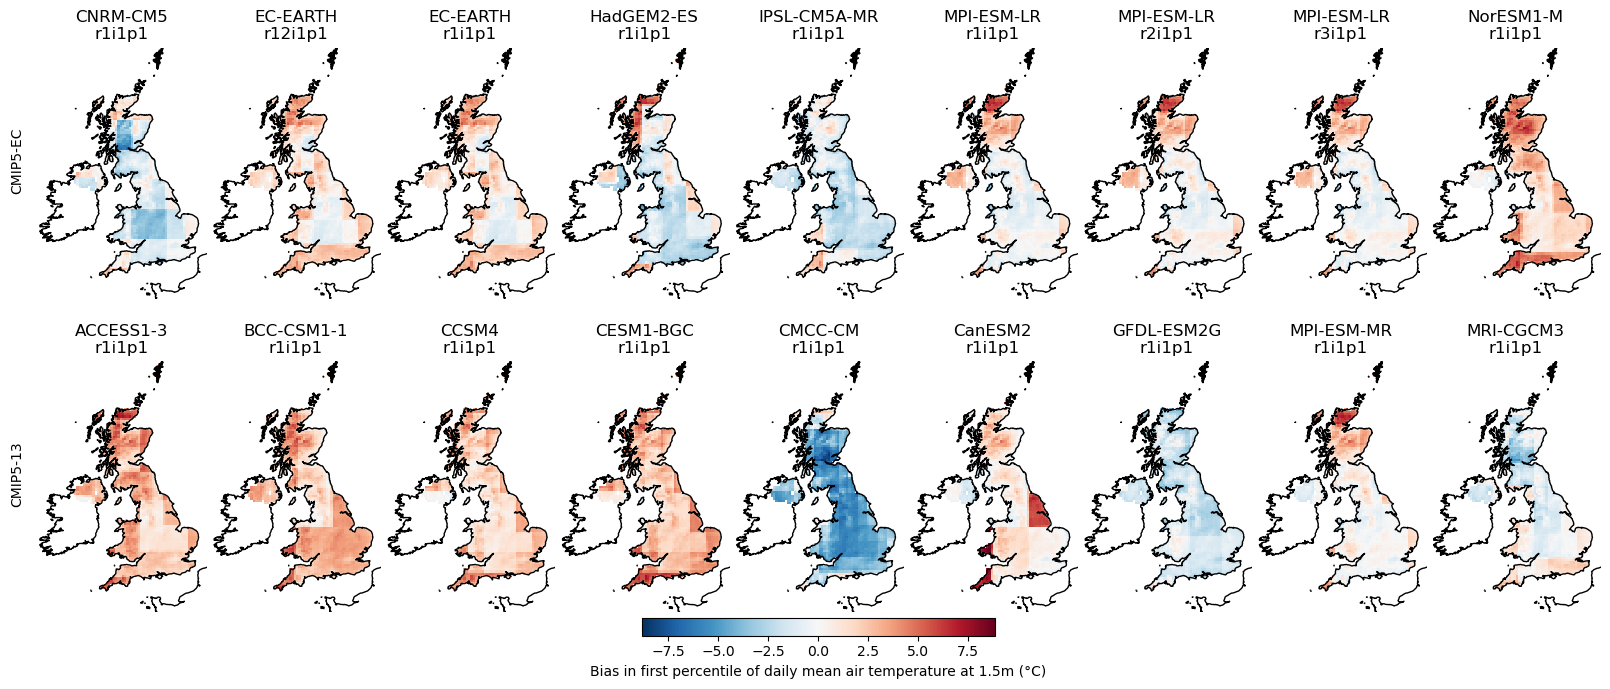 CNRM-CM5 EC-EARTH EC-EARTH HadGEM2-ES IPSL-CM5A-MR MPI-ESM-LR MPI-ESM-LR MPI-ESM-LR NorESM1-M
r1i1p1 r12i1p1 r1i1p1 r1i1p1 r1i1p1 r1i1p1 r2i1p1 r3i1p1 r1i1p1
CMIP5-EC
ACCESS1-3 BCC-CSM1-1 CCSM4 CESM1-BGC CMCC-CM CanESM2 GFDL-ESM2G MPI-ESM-MR MRI-CGCM3
r1i1p1 r1i1p1 r1i1p1 r1i1p1 r1i1p1 r1i1p1 r1i1p1 r1i1p1 r1i1p1
CMIP5-13
−7.5 −5.0 −2.5 0.0 2.5 5.0 7.5
Bias in first percentile of daily mean air temperature at 1.5m (°C)